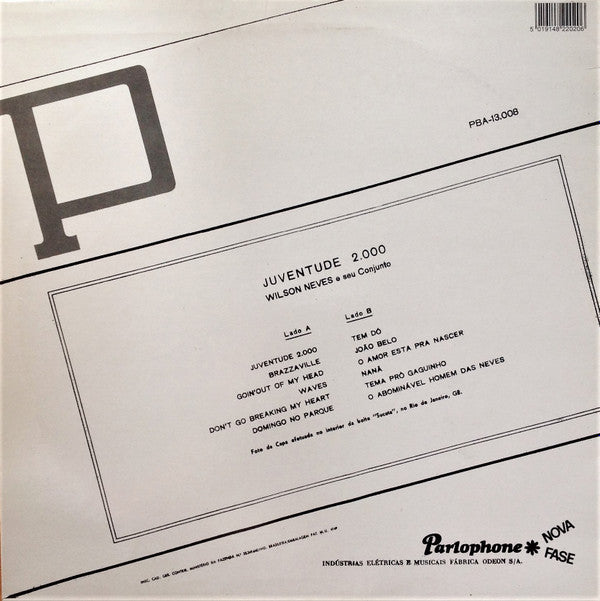 5 019148 220206
P
PBA-13.008
JUVENTUDE 2.000
WILSON NEVES e seu Conjunto
Lado A
JUVENTUDE 2.000
BRAZZAVILLE
GOIN'OUT OF MY HEAD
WAVES
DON'T GO BREAKING MY HEART
DOMINGO NO PARQUE
Lado B
TEM DÓ
JOÃO BELO
O AMOR ESTA PRA NASCER
NANÃ
TEMA PRÓ GAGUINHO
O ABOMINÁVEL HOMEM DAS NEVES
Foto da Capa efetuada no interior da boite "Sucata", no Rio de Janeiro, GB.
Parlophone
NOVA
FASE
INDÚSTRIAS ELÉTRICAS E MUSICAIS FÁBRICA ODEON S/A.